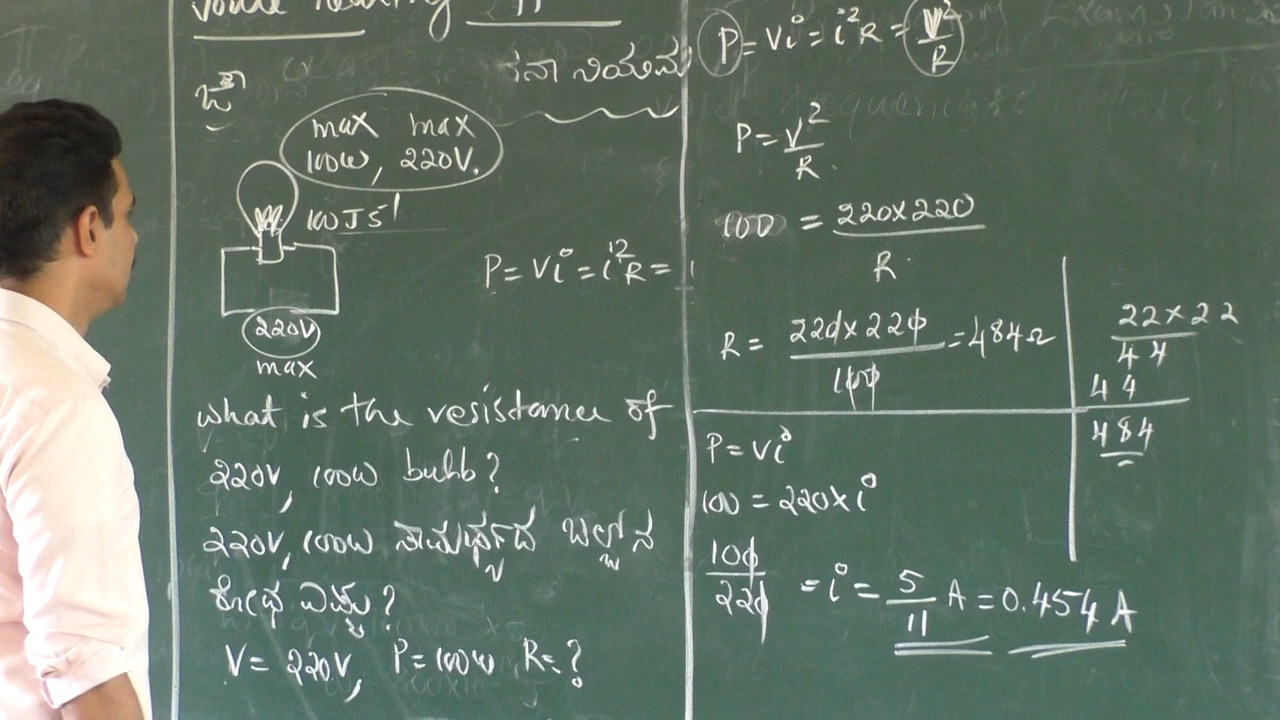 P = Vi = i²R = V²/R
ನಿಯಮ
max max
100W, 220V.
100JS⁻¹
P = Vi = i²R =
220V
max
what is the resistance of
220V, 100W bulb?
220V, 100W ಸಾಮರ್ಥ್ಯದ ಬಲ್ಬ್ ನ
ರೋಧ ಎಷ್ಟು?
V = 220V, P = 100W R = ?
P = V²/R
100 = 220×220/R
R = 220×220/100 = 484Ω
22×22
44
44
484
P = Vi
100 = 220×i
100/220 = i = 5/11 A = 0.454 A